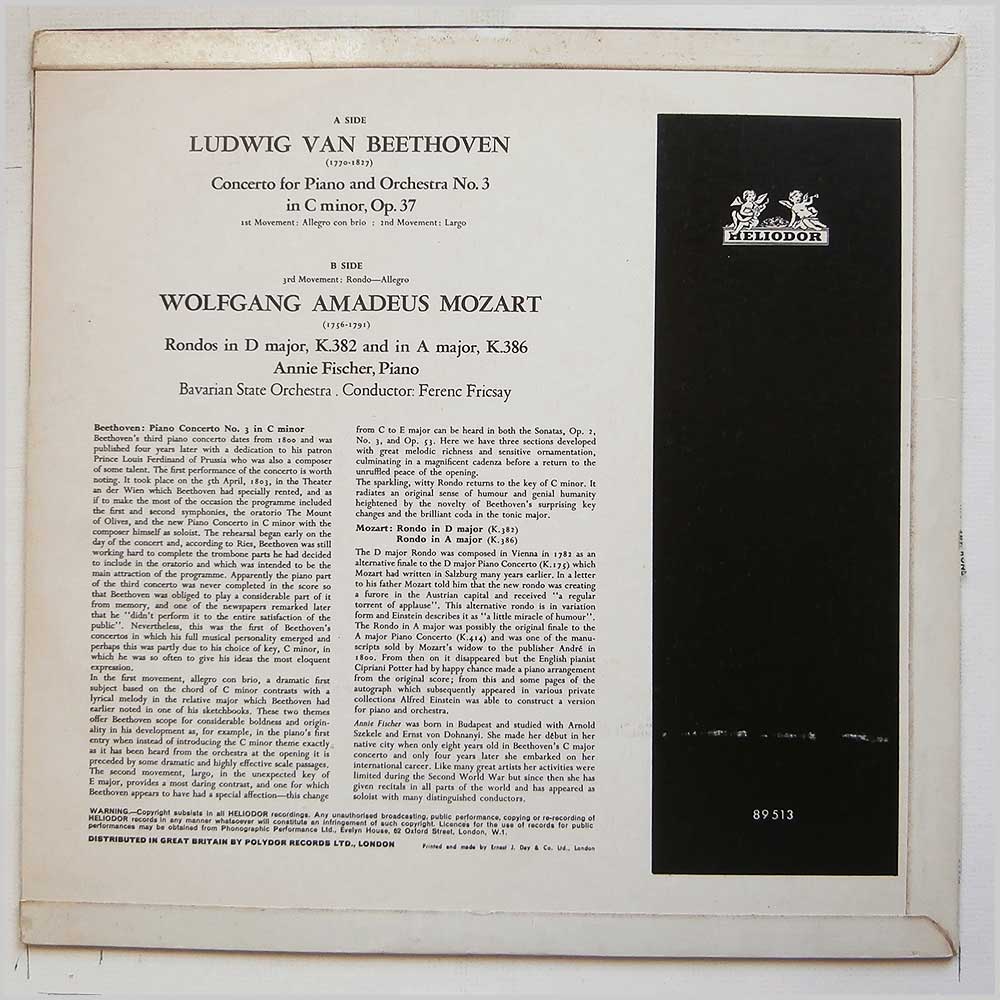 A SIDE
LUDWIG VAN BEETHOVEN
(1770-1827)
Concerto for Piano and Orchestra No. 3
in C minor, Op. 37
1st Movement: Allegro con brio : 2nd Movement: Largo
B SIDE
3rd Movement: Rondo—Allegro
WOLFGANG AMADEUS MOZART
(1756-1791)
Rondos in D major, K.382 and in A major, K.386
Annie Fischer, Piano
Bavarian State Orchestra . Conductor: Ferenc Fricsay
Beethoven: Piano Concerto No. 3 in C minor
Beethoven's third piano concerto dates from 1800 and was
published four years later with a dedication to his patron
Prince Louis Ferdinand of Prussia who was also a composer
of some talent. The first performance of the concerto is worth
noting. It took place on the 5th April, 1803, in the Theater
an der Wien which Beethoven had specially rented, and as
if to make the most of the occasion the programme included
the first and second symphonies, the oratorio The Mount
of Olives, and the new Piano Concerto in C minor with the
composer himself as soloist. The rehearsal began early on the
day of the concert and, according to Ries, Beethoven was still
working hard to complete the trombone parts he had decided
to include in the oratorio and which was intended to be the
main attraction of the programme. Apparently the piano part
of the third concerto was never completed in the score so
that Beethoven was obliged to play a considerable part of it
from memory, and one of the newspapers remarked later
that he "didn't perform it to the entire satisfaction of the
public". Nevertheless, this was the first of Beethoven's
concertos in which his full musical personality emerged and
perhaps this was partly due to his choice of key, C minor, in
which he was so often to give his ideas the most eloquent
expression.
In the first movement, allegro con brio, a dramatic first
subject based on the chord of C minor contrasts with a
lyrical melody in the relative major which Beethoven had
earlier noted in one of his sketchbooks. These two themes
offer Beethoven scope for considerable boldness and origin-
ality in his development as, for example, in the piano's first
entry when instead of introducing the C minor theme exactly
as it has been heard from the orchestra at the opening it is
preceded by some dramatic and highly effective scale passages.
The second movement, largo, in the unexpected key of
E major, provides a most daring contrast, and one for which
Beethoven appears to have had a special affection—this change
from C to E major can be heard in both the Sonatas, Op. 2,
No. 3, and Op. 53. Here we have three sections developed
with great melodic richness and sensitive ornamentation,
culminating in a magnificent cadenza before a return to the
unruffled peace of the opening.
The sparkling, witty Rondo returns to the key of C minor. It
radiates an original sense of humour and genial humanity
heightened by the novelty of Beethoven's surprising key
changes and the brilliant coda in the tonic major.
Mozart: Rondo in D major (K.382)
Rondo in A major (K.386)
The D major Rondo was composed in Vienna in 1782 as an
alternative finale to the D major Piano Concerto (K.175) which
Mozart had written in Salzburg many years earlier. In a letter
to his father Mozart told him that the new rondo was creating
a furore in the Austrian capital and received "a regular
torrent of applause". This alternative rondo is in variation
form and Einstein describes it as "a little miracle of humour".
The Rondo in A major was possibly the original finale to the
A major Piano Concerto (K.414) and was one of the manu-
scripts sold by Mozart's widow to the publisher André in
1800. From then on it disappeared but the English pianist
Cipriani Potter had by happy chance made a piano arrangement
from the original score; from this and some pages of the
autograph which subsequently appeared in various private
collections Alfred Einstein was able to construct a version
for piano and orchestra.
Annie Fischer was born in Budapest and studied with Arnold
Szekele and Ernst von Dohnanyi. She made her début in her
native city when only eight years old in Beethoven's C major
concerto and only four years later she embarked on her
international career. Like many great artists her activities were
limited during the Second World War but since then she has
given recitals in all parts of the world and has appeared as
soloist with many distinguished conductors.
WARNING.—Copyright subsists in all HELIODOR recordings. Any unauthorised broadcasting, public performance, copying or re-recording of
HELIODOR records in any manner whatsoever will constitute an infringement of such copyright. Licences for the use of records for public
performances may be obtained from Phonographic Performance Ltd., Evelyn House, 62 Oxford Street, London, W.1.
DISTRIBUTED IN GREAT BRITAIN BY POLYDOR RECORDS LTD., LONDON
Printed and made by Ernest J. Day & Co. Ltd., London
HELIODOR
89 513